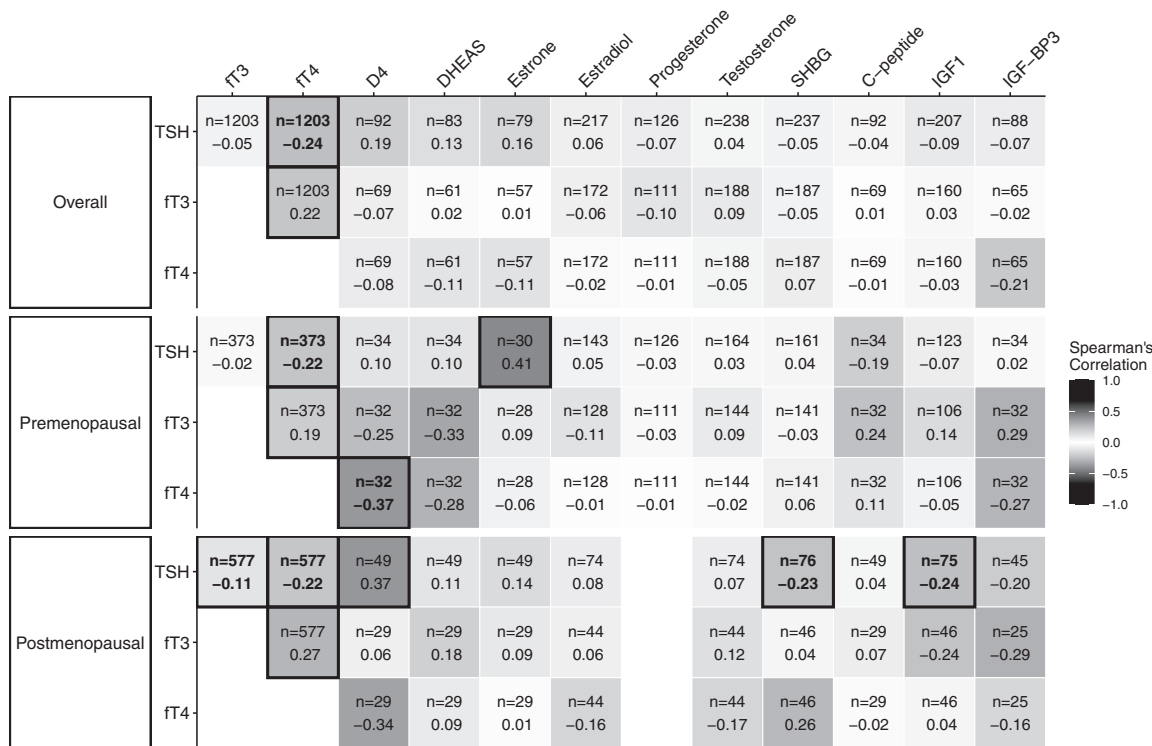 fT3 fT4 D4 DHEAS Estrone Estradiol Progesterone Testosterone SHBG C−peptide IGF1 IGF−BP3
Overall
TSH
n=1203 n=1203 n=92 n=83 n=79 n=217 n=126 n=238 n=237 n=92 n=207 n=88
−0.05 −0.24 0.19 0.13 0.16 0.06 −0.07 0.04 −0.05 −0.04 −0.09 −0.07
fT3
n=1203 n=69 n=61 n=57 n=172 n=111 n=188 n=187 n=69 n=160 n=65
0.22 −0.07 0.02 0.01 −0.06 −0.10 0.09 −0.05 0.01 0.03 −0.02
fT4
n=69 n=61 n=57 n=172 n=111 n=188 n=187 n=69 n=160 n=65
−0.08 −0.11 −0.11 −0.02 −0.01 −0.05 0.07 −0.01 −0.03 −0.21
Premenopausal
TSH
n=373 n=373 n=34 n=34 n=30 n=143 n=126 n=164 n=161 n=34 n=123 n=34
−0.02 −0.22 0.10 0.10 0.41 0.05 −0.03 0.03 0.04 −0.19 −0.07 0.02
fT3
n=373 n=32 n=32 n=28 n=128 n=111 n=144 n=141 n=32 n=106 n=32
0.19 −0.25 −0.33 0.09 −0.11 −0.03 0.09 −0.03 0.24 0.14 0.29
fT4
n=32 n=32 n=28 n=128 n=111 n=144 n=141 n=32 n=106 n=32
−0.37 −0.28 −0.06 −0.01 −0.01 −0.02 0.06 0.11 −0.05 −0.27
Postmenopausal
TSH
n=577 n=577 n=49 n=49 n=49 n=74 n=74 n=76 n=49 n=75 n=45
−0.11 −0.22 0.37 0.11 0.14 0.08 0.07 −0.23 0.04 −0.24 −0.20
fT3
n=577 n=29 n=29 n=29 n=44 n=44 n=46 n=29 n=46 n=25
0.27 0.06 0.18 0.09 0.06 0.12 0.04 0.07 −0.24 −0.29
fT4
n=29 n=29 n=29 n=44 n=44 n=46 n=29 n=46 n=25
−0.34 0.09 0.01 −0.16 −0.17 0.26 −0.02 0.04 −0.16
Spearman's
Correlation
1.0
0.5
0.0
−0.5
−1.0